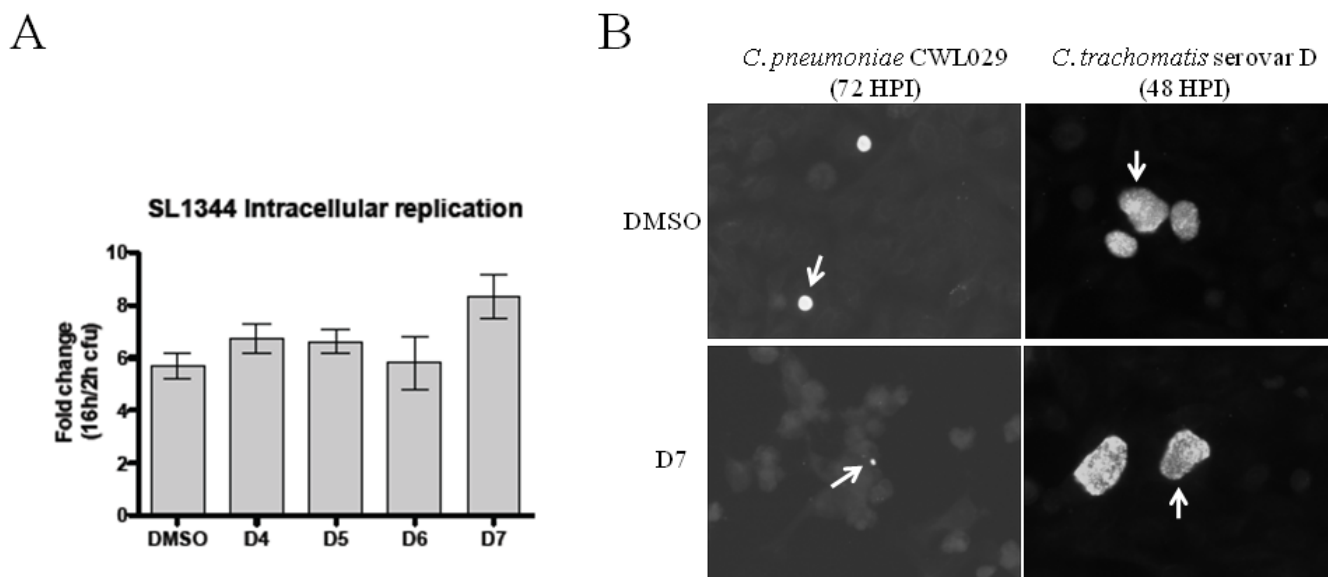 A
SL1344 Intracellular replication
Fold change
(16h/2h cfu)
10
8
6
4
2
0
DMSO D4 D5 D6 D7
B
C. pneumoniae CWL029
(72 HPI)
C. trachomatis serovar D
(48 HPI)
DMSO
D7